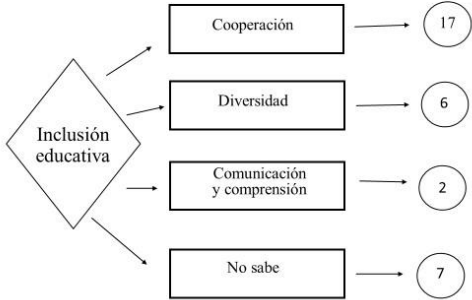 Cooperación
17
Diversidad
6
Inclusión
educativa
Comunicación
y comprensión
2
No sabe
7